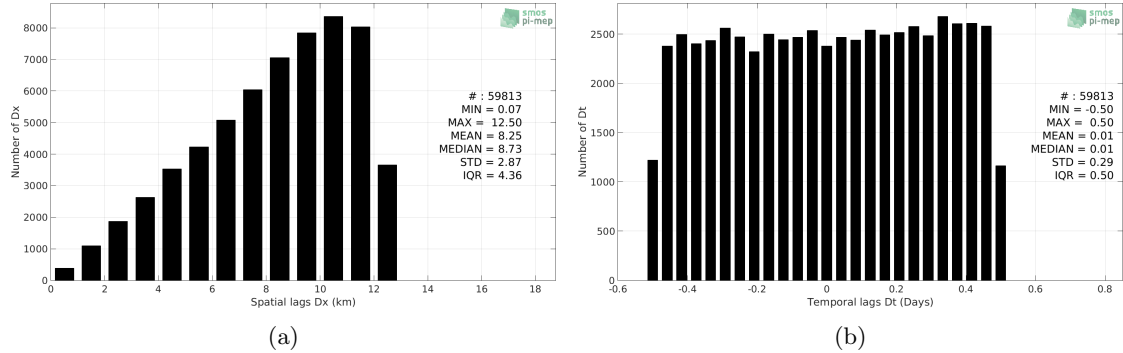 8000
7000
6000
5000
4000
3000
2000
1000
0
Number of Dx
smos
pi-mep
# : 59813
MIN = 0.07
MAX = 12.50
MEAN = 8.25
MEDIAN = 8.73
STD = 2.87
IQR = 4.36
0 2 4 6 8 10 12 14 16 18
Spatial lags Dx (km)
(a)
2500
2000
1500
1000
500
0
Number of Dt
smos
pi-mep
# : 59813
MIN = -0.50
MAX = 0.50
MEAN = 0.01
MEDIAN = 0.01
STD = 0.29
IQR = 0.50
-0.6 -0.4 -0.2 0 0.2 0.4 0.6 0.8
Temporal lags Dt (Days)
(b)